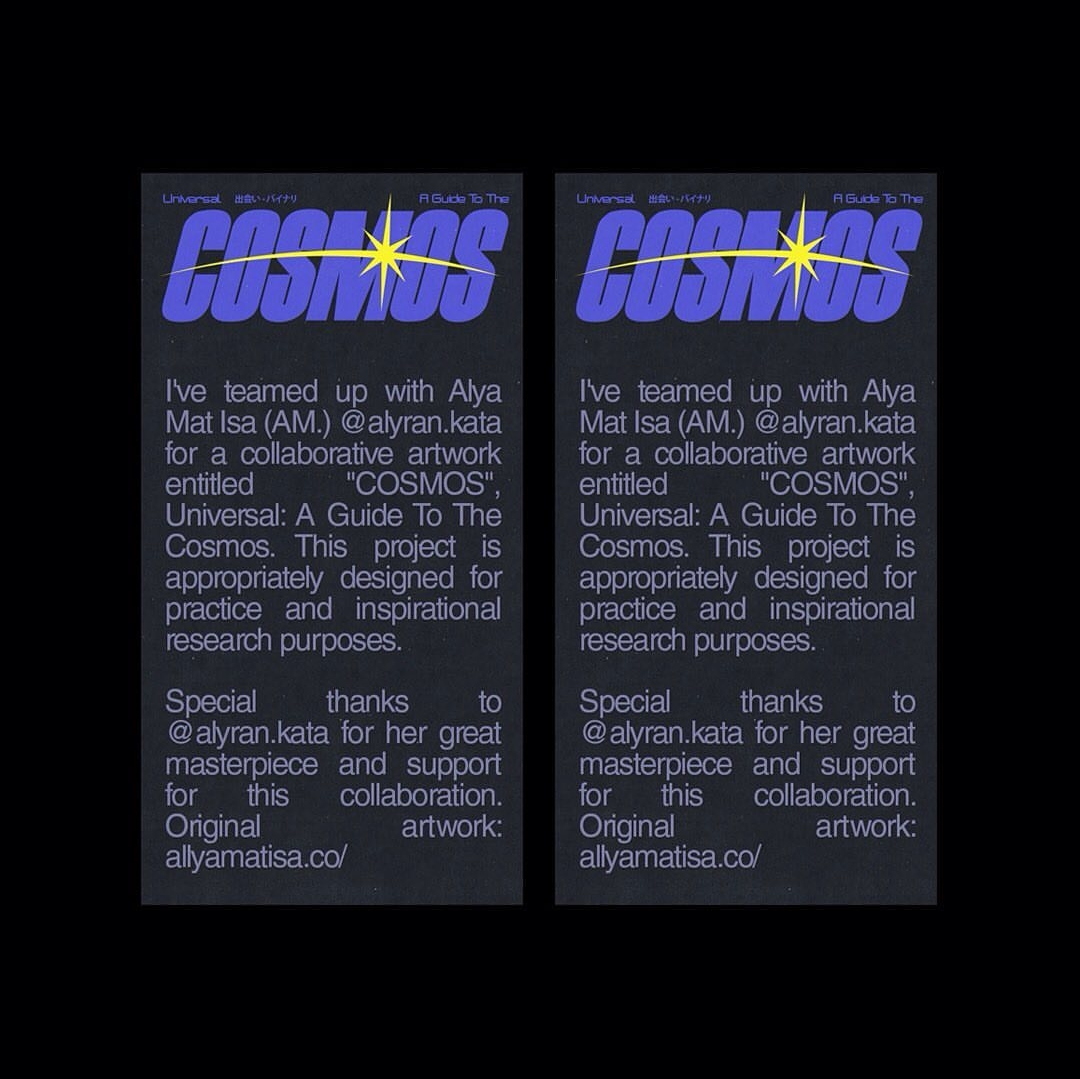 Universal 出会い - バイナリ A Guide To The
COSMOS
I've teamed up with Alya
Mat Isa (AM.) @alyran.kata
for a collaborative artwork
entitled "COSMOS",
Universal: A Guide To The
Cosmos. This project is
appropriately designed for
practice and inspirational
research purposes.
Special thanks to
@alyran.kata for her great
masterpiece and support
for this collaboration.
Original artwork:
allyamatisa.co/
Universal 出会い - バイナリ A Guide To The
COSMOS
I've teamed up with Alya
Mat Isa (AM.) @alyran.kata
for a collaborative artwork
entitled "COSMOS",
Universal: A Guide To The
Cosmos. This project is
appropriately designed for
practice and inspirational
research purposes.
Special thanks to
@alyran.kata for her great
masterpiece and support
for this collaboration.
Original artwork:
allyamatisa.co/